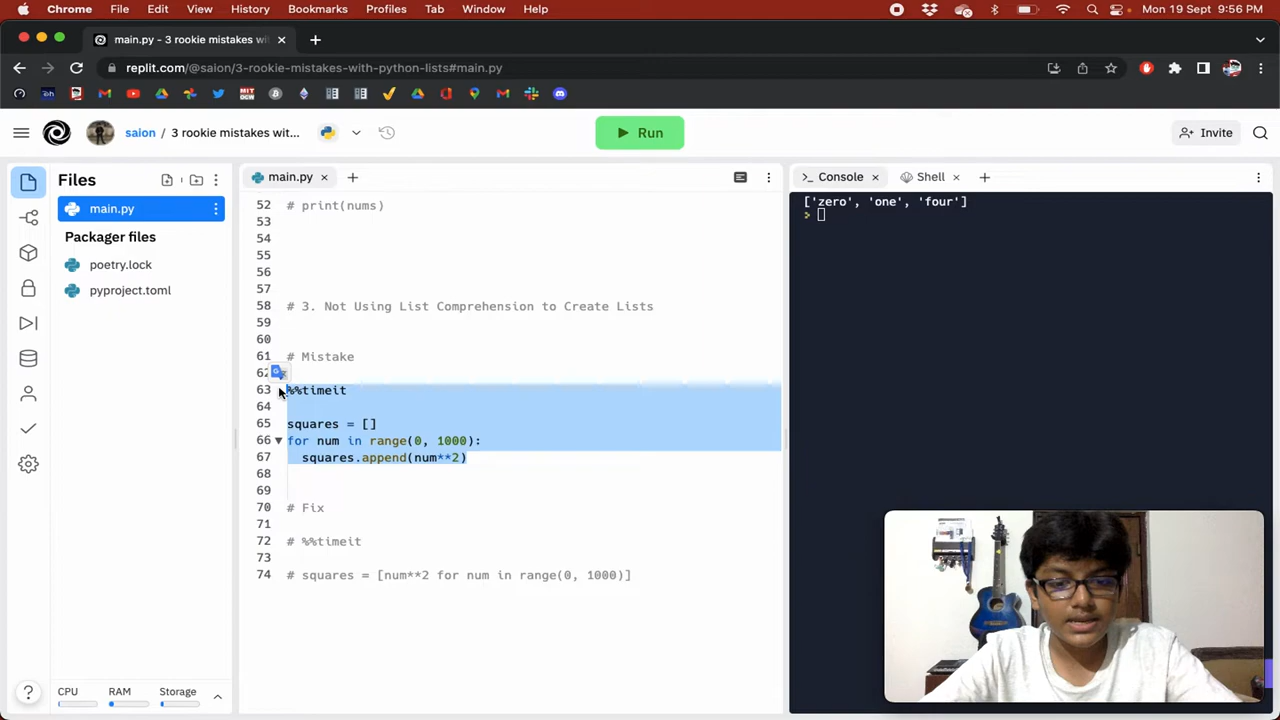 Chrome File Edit View History Bookmarks Profiles Tab Window Help Mon 19 Sept 9:56 PM
main.py - 3 rookie mistakes wi
replit.com/@saion/3-rookie-mistakes-with-python-lists#main.py
saion / 3 rookie mistakes wit... Run Invite
Files main.py Console Shell
main.py
Packager files
poetry.lock
pyproject.toml
52 # print(nums)
53
54
55
56
57
58 # 3. Not Using List Comprehension to Create Lists
59
60
61 # Mistake
62
63 %%timeit
64
65 squares = []
66 for num in range(0, 1000):
67 squares.append(num**2)
68
69
70 # Fix
71
72 # %%timeit
73
74 # squares = [num**2 for num in range(0, 1000)]
['zero', 'one', 'four']
>
CPU RAM Storage